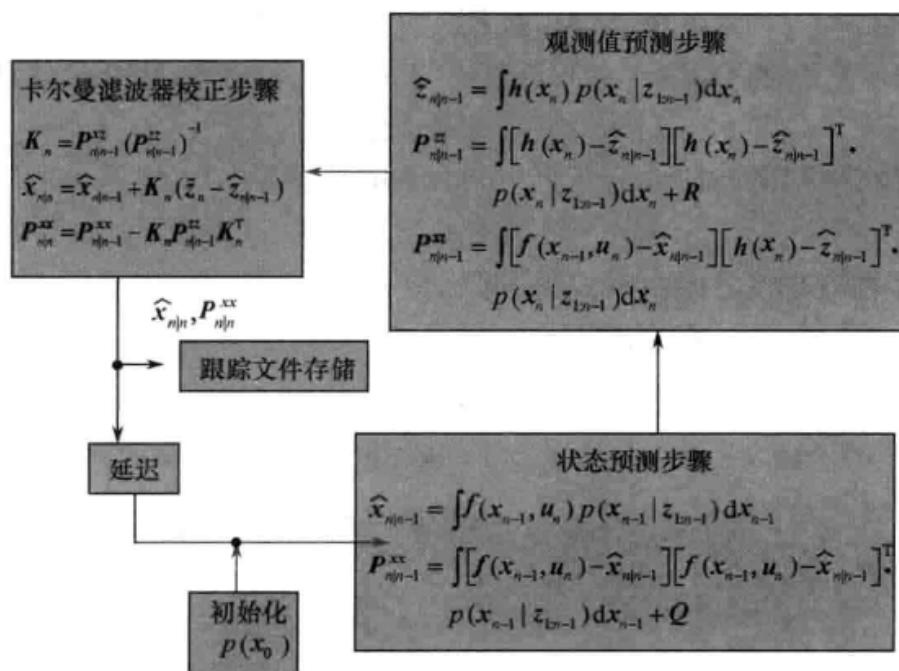 观测值预测步骤
ẑ_{n|n-1} = ∫h(x_n) p(x_n | z_{1:n-1})dx_n
P^{zz}_{n|n-1} = ∫[h(x_n) − ẑ_{n|n-1}][h(x_n) − ẑ_{n|n-1}]^T •
p(x_n | z_{1:n-1})dx_n + R
P^{xz}_{n|n-1} = ∫[f(x_{n-1}, u_n) − x̂_{n|n-1}][h(x_n) − ẑ_{n|n-1}]^T •
p(x_n | z_{1:n-1})dx_n
卡尔曼滤波器校正步骤
K_n = P^{xz}_{n|n-1}(P^{zz}_{n|n-1})^{-1}
x̂_{n|n} = x̂_{n|n-1} + K_n(z̄_n − ẑ_{n|n-1})
P^{xx}_{n|n} = P^{xx}_{n|n-1} − K_n P^{zz}_{n|n-1} K_n^T
x̂_{n|n}, P^{xx}_{n|n}
跟踪文件存储
延迟
初始化
p(x_0)
状态预测步骤
x̂_{n|n-1} = ∫f(x_{n-1}, u_n) p(x_{n-1} | z_{1:n-1})dx_{n-1}
P^{xx}_{n|n-1} = ∫[f(x_{n-1}, u_n) − x̂_{n|n-1}][f(x_{n-1}, u_n) − x̂_{n|n-1}]^T •
p(x_{n-1} | z_{1:n-1})dx_{n-1} + Q